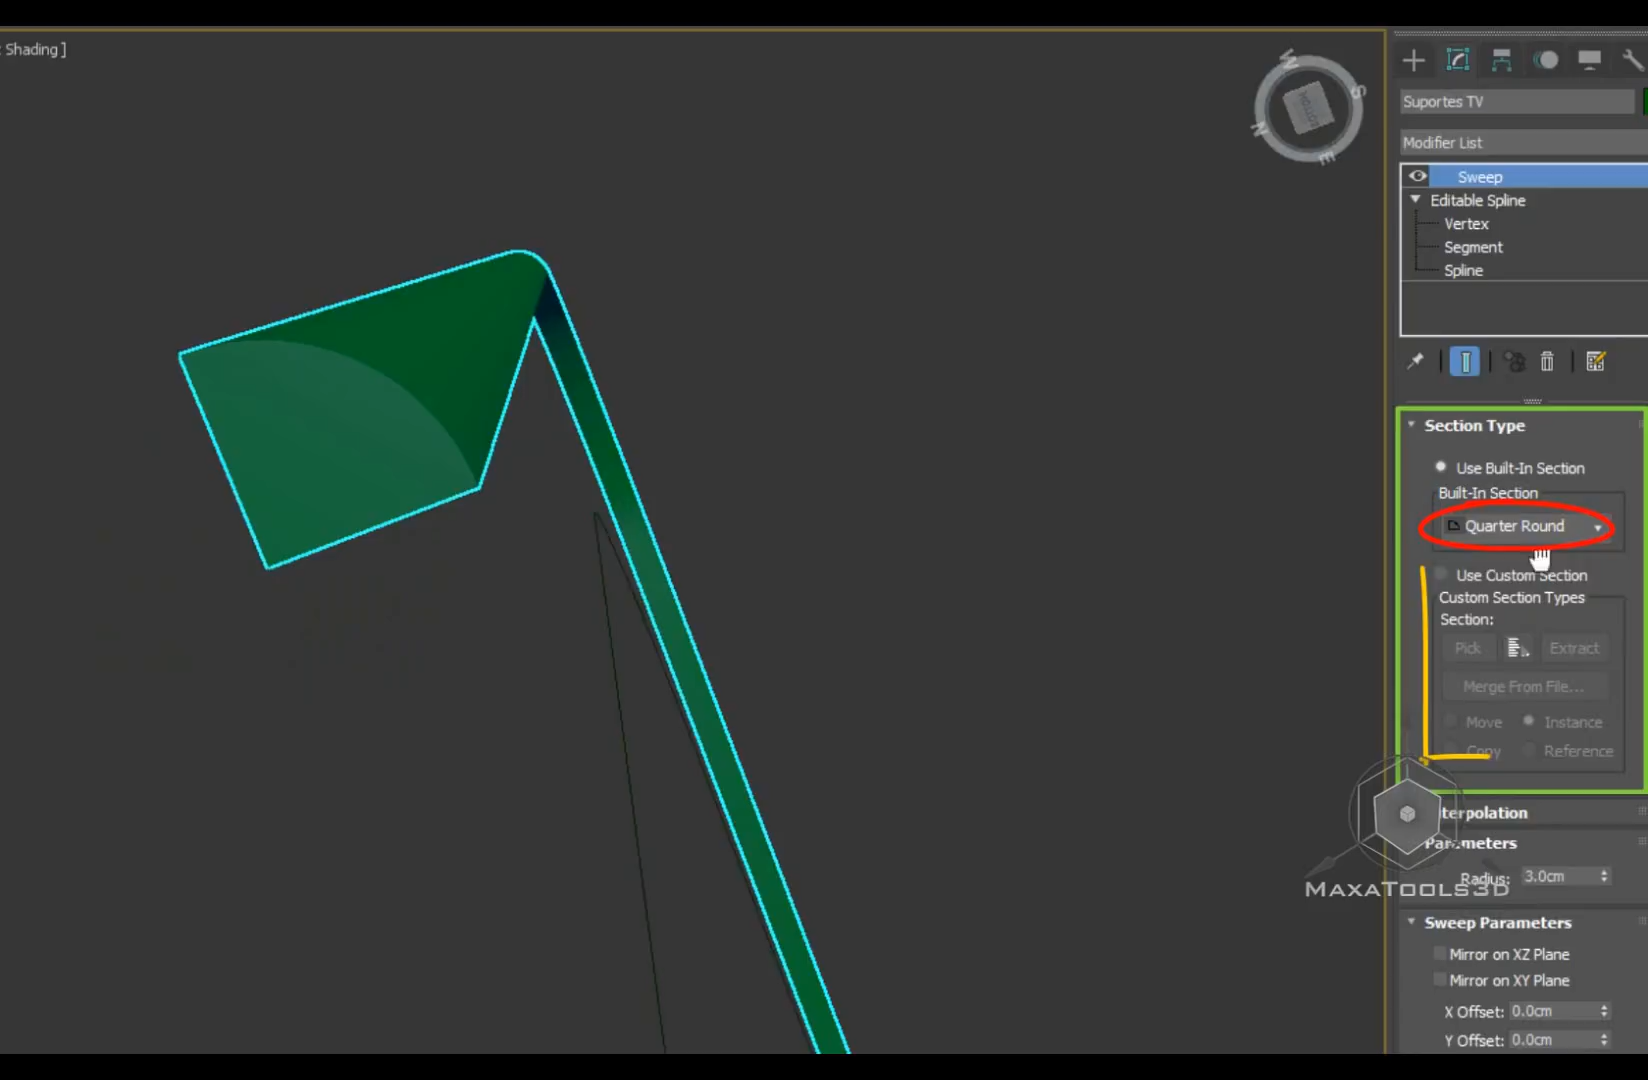 Shading ]
W
S
N
E
BOTTOM
Suportes TV
Modifier List
Sweep
Editable Spline
Vertex
Segment
Spline
Section Type
Use Built-In Section
Built-In Section
Quarter Round
Use Custom Section
Custom Section Types
Section:
Pick
Extract
Merge From File...
Move
Instance
Copy
Reference
terpolation
Parameters
Radius: 3.0cm
MAXATOOLS3D
Sweep Parameters
Mirror on XZ Plane
Mirror on XY Plane
X Offset: 0.0cm
Y Offset: 0.0cm